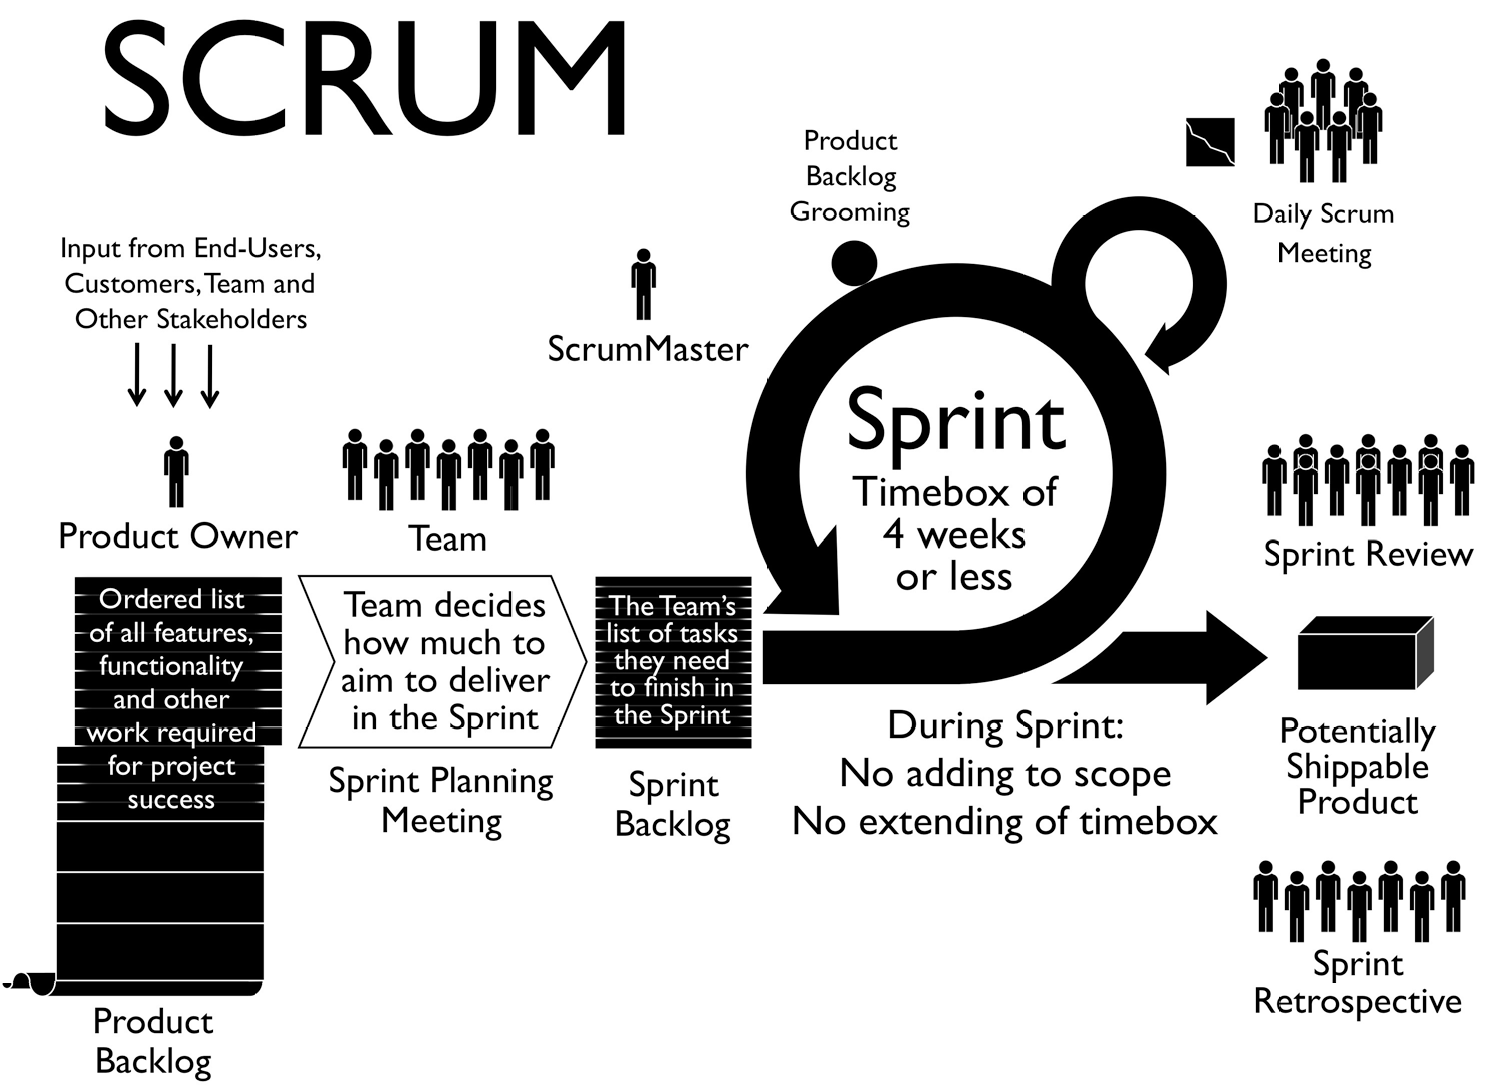 SCRUM
Product
Backlog
Grooming
Daily Scrum
Meeting
Input from End-Users,
Customers, Team and
Other Stakeholders
ScrumMaster
Product Owner
Team
Sprint
Timebox of
4 weeks
or less
Sprint Review
Ordered list
of all features,
functionality
and other
work required
for project
success
Team decides
how much to
aim to deliver
in the Sprint
The Team's
list of tasks
they need
to finish in
the Sprint
Sprint Planning
Meeting
Sprint
Backlog
During Sprint:
No adding to scope
No extending of timebox
Potentially
Shippable
Product
Sprint
Retrospective
Product
Backlog